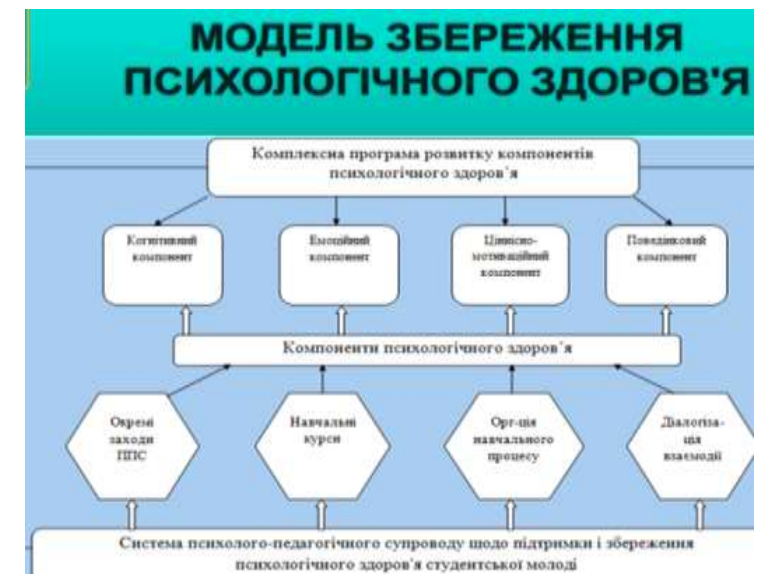 МОДЕЛЬ ЗБЕРЕЖЕННЯ
ПСИХОЛОГІЧНОГО ЗДОРОВ'Я
Комплексна програма розвитку компонентів
психологічного здоров`я
Когнитивний
компонент
Емоційний
компонент
Ціннісно-
мотиваційний
компонент
Поведінковий
компонент
Компоненти психологічного здоров`я
Окремі
заходи
ППС
Навчальні
курси
Орг-ція
навчального
процесу
Діалогіза-
ція
взаємодії
Система психолого-педагогічного супроводу щодо підтримки і збереження
психологічного здоров'я студентської молоді